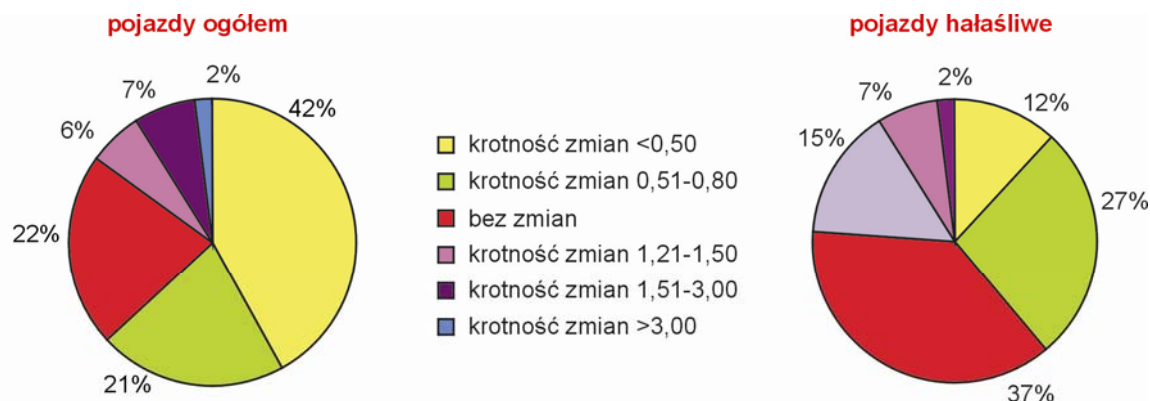 pojazdy ogółem
2%
7%
42%
6%
22%
21%
krotność zmian <0,50
krotność zmian 0,51-0,80
bez zmian
krotność zmian 1,21-1,50
krotność zmian 1,51-3,00
krotność zmian >3,00
pojazdy hałaśliwe
2%
7%
12%
15%
27%
37%